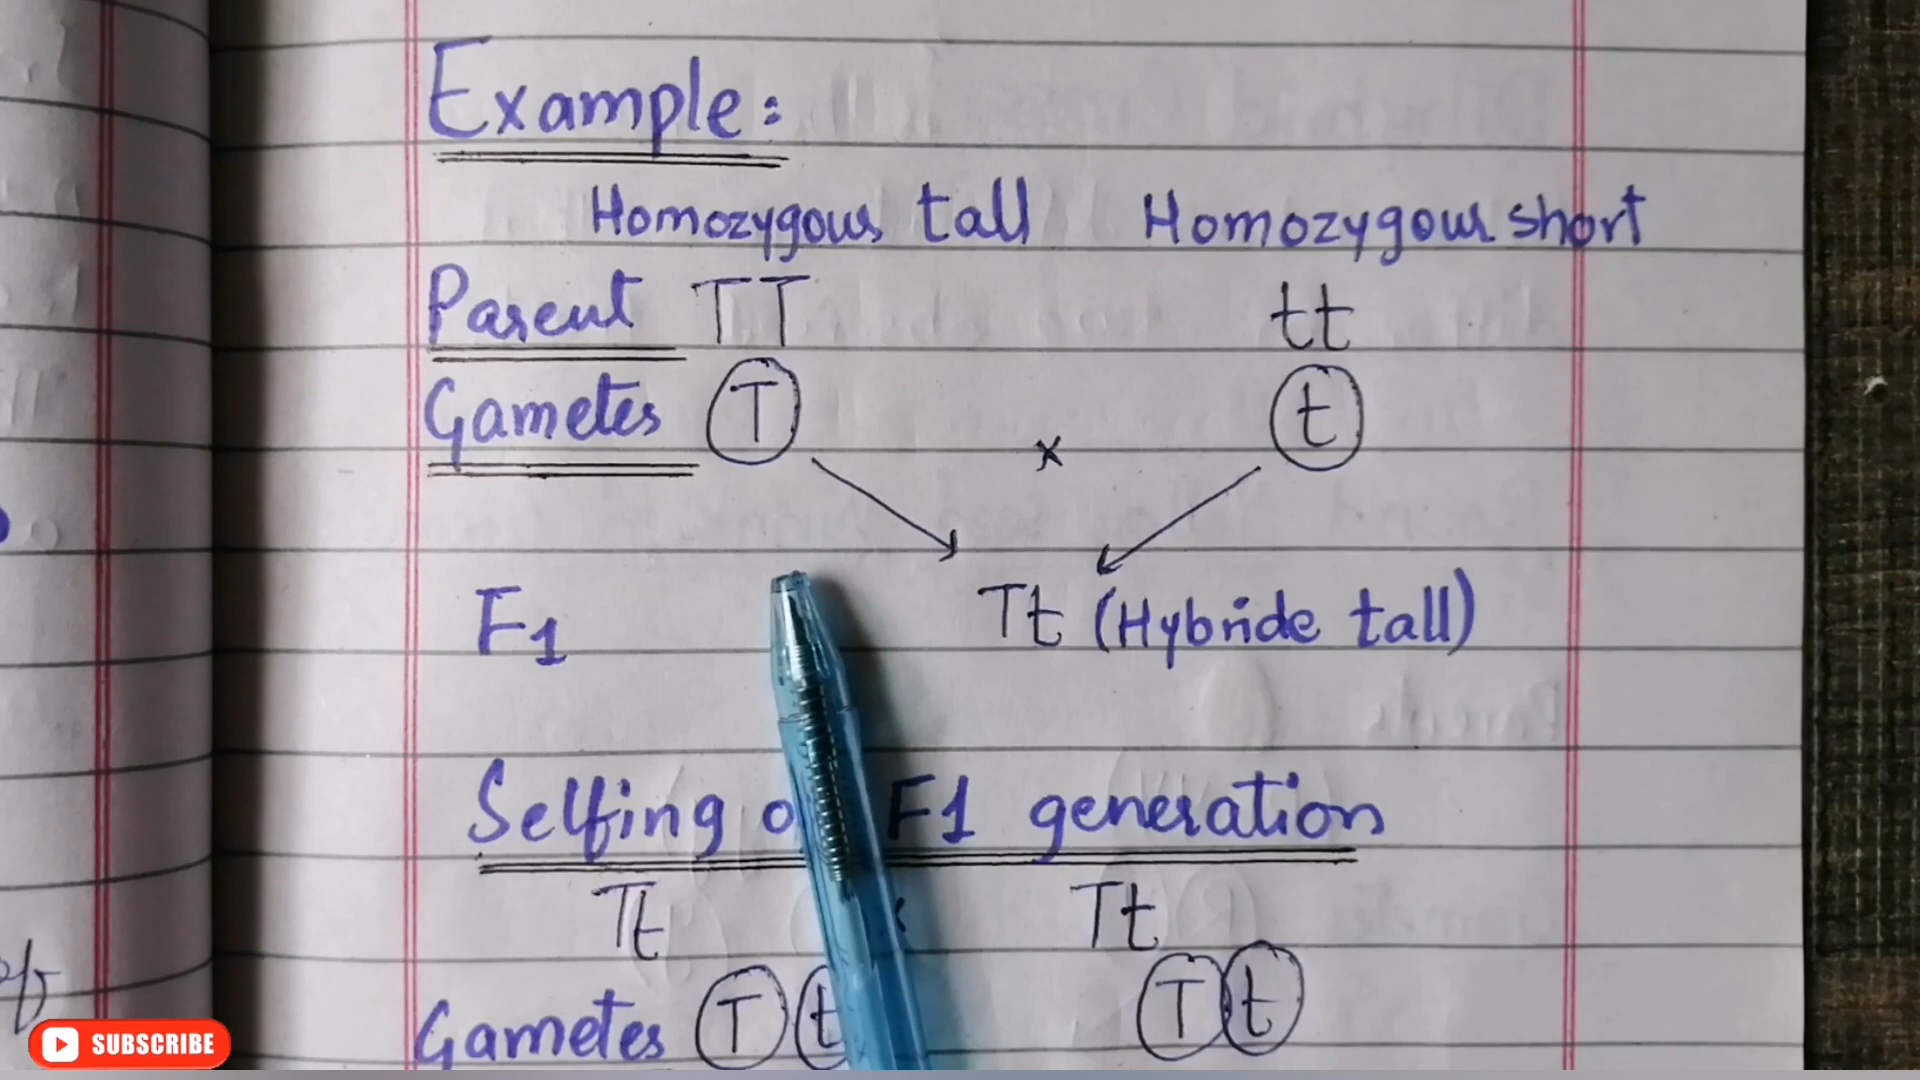 Example:
Homozygous tall Homozygous short
Parent TT tt
Gametes T x t
F1 Tt (Hybride tall)
Selfing o F1 generation
Tt Tt
Gametes T t T t
SUBSCRIBE